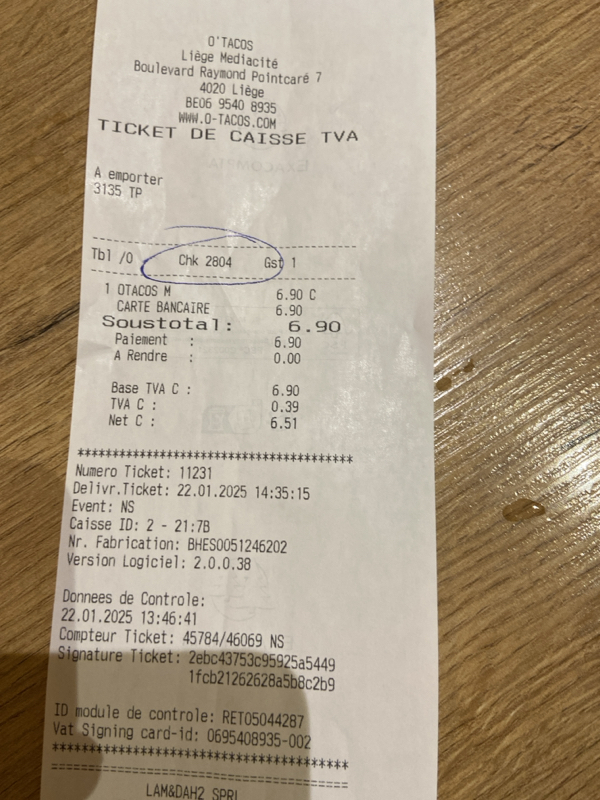 O'TACOS
Liège Mediacité
Boulevard Raymond Pointcaré 7
4020 Liège
BE06 9540 8935
WWW.O-TACOS.COM
TICKET DE CAISSE TVA
A emporter
3135 TP
Tbl /0 Chk 2804 Gst 1
1 OTACOS M 6.90 C
CARTE BANCAIRE 6.90
Soustotal: 6.90
Paiement : 6.90
A Rendre : 0.00
Base TVA C : 6.90
TVA C : 0.39
Net C : 6.51
****************************************
Numero Ticket: 11231
Delivr.Ticket: 22.01.2025 14:35:15
Event: NS
Caisse ID: 2 - 21:7B
Nr. Fabrication: BHES0051246202
Version Logiciel: 2.0.0.38
Donnees de Controle:
22.01.2025 13:46:41
Compteur Ticket: 45784/46069 NS
Signature Ticket: 2ebc43753c95925a5449
1fcb21262628a5b8c2b9
ID module de controle: RET05044287
Vat Signing card-id: 0695408935-002
****************************************
========================================
LAM&DAH2 SPRL